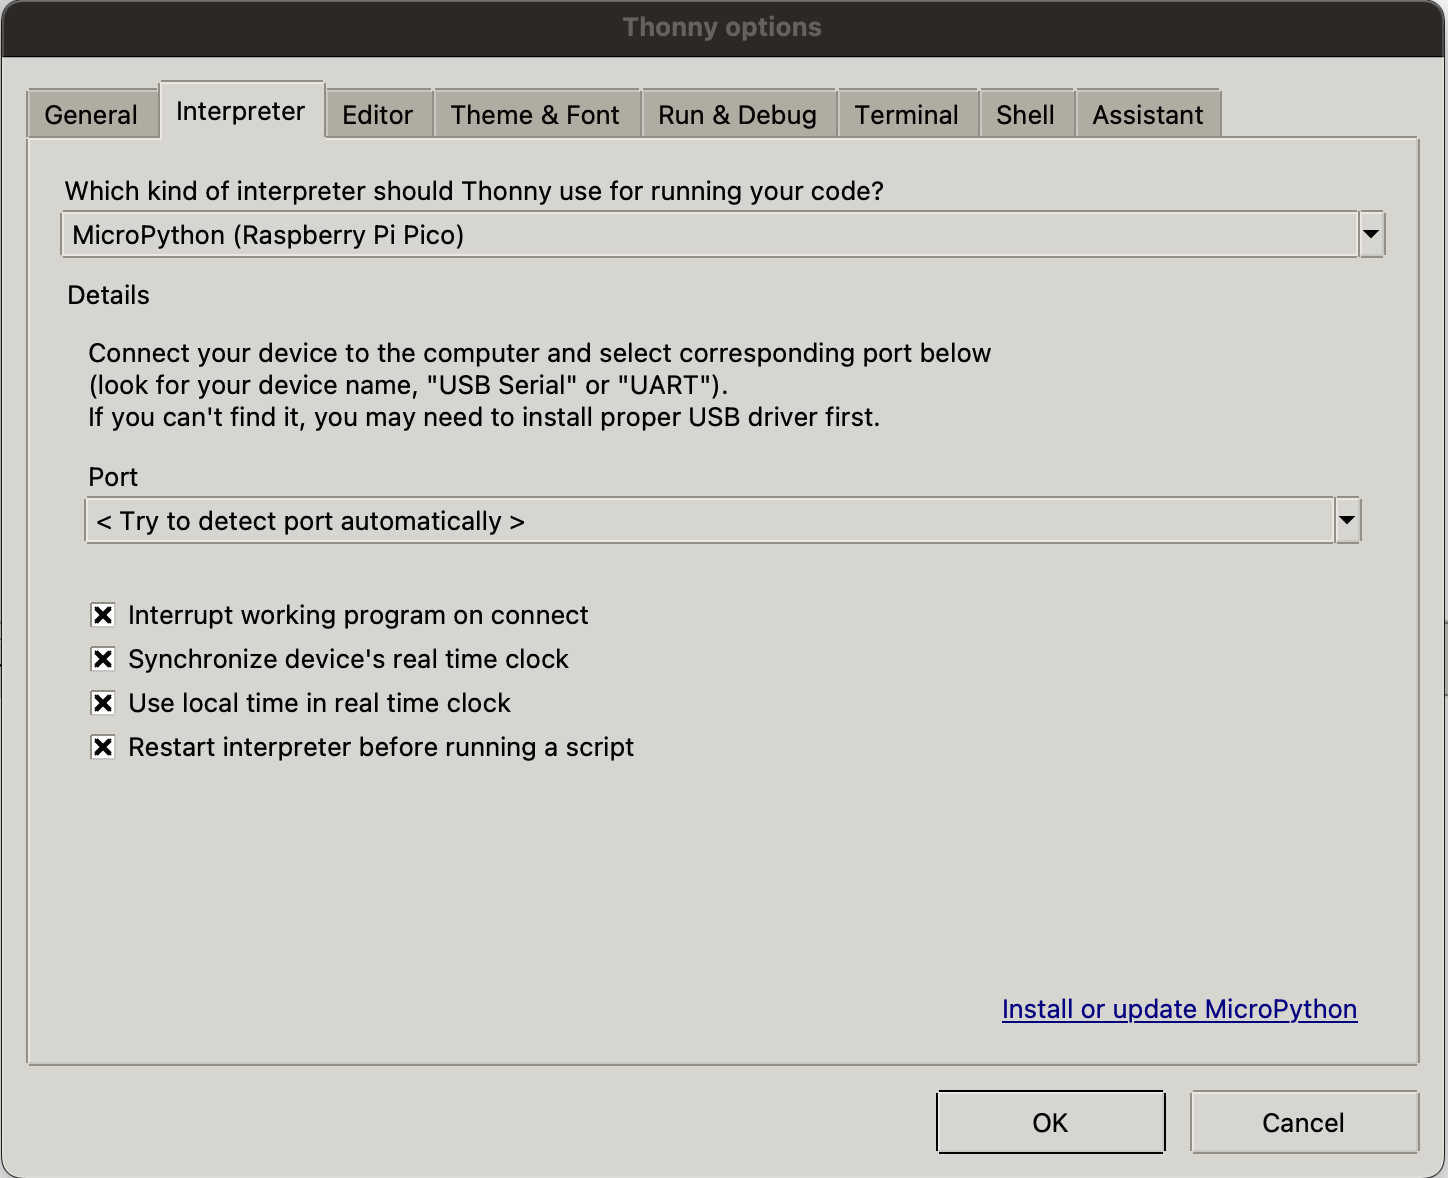 Thonny options
General Interpreter Editor Theme & Font Run & Debug Terminal Shell Assistant
Which kind of interpreter should Thonny use for running your code?
MicroPython (Raspberry Pi Pico)
Details
Connect your device to the computer and select corresponding port below
(look for your device name, "USB Serial" or "UART").
If you can't find it, you may need to install proper USB driver first.
Port
< Try to detect port automatically >
Interrupt working program on connect
Synchronize device's real time clock
Use local time in real time clock
Restart interpreter before running a script
Install or update MicroPython
OK Cancel